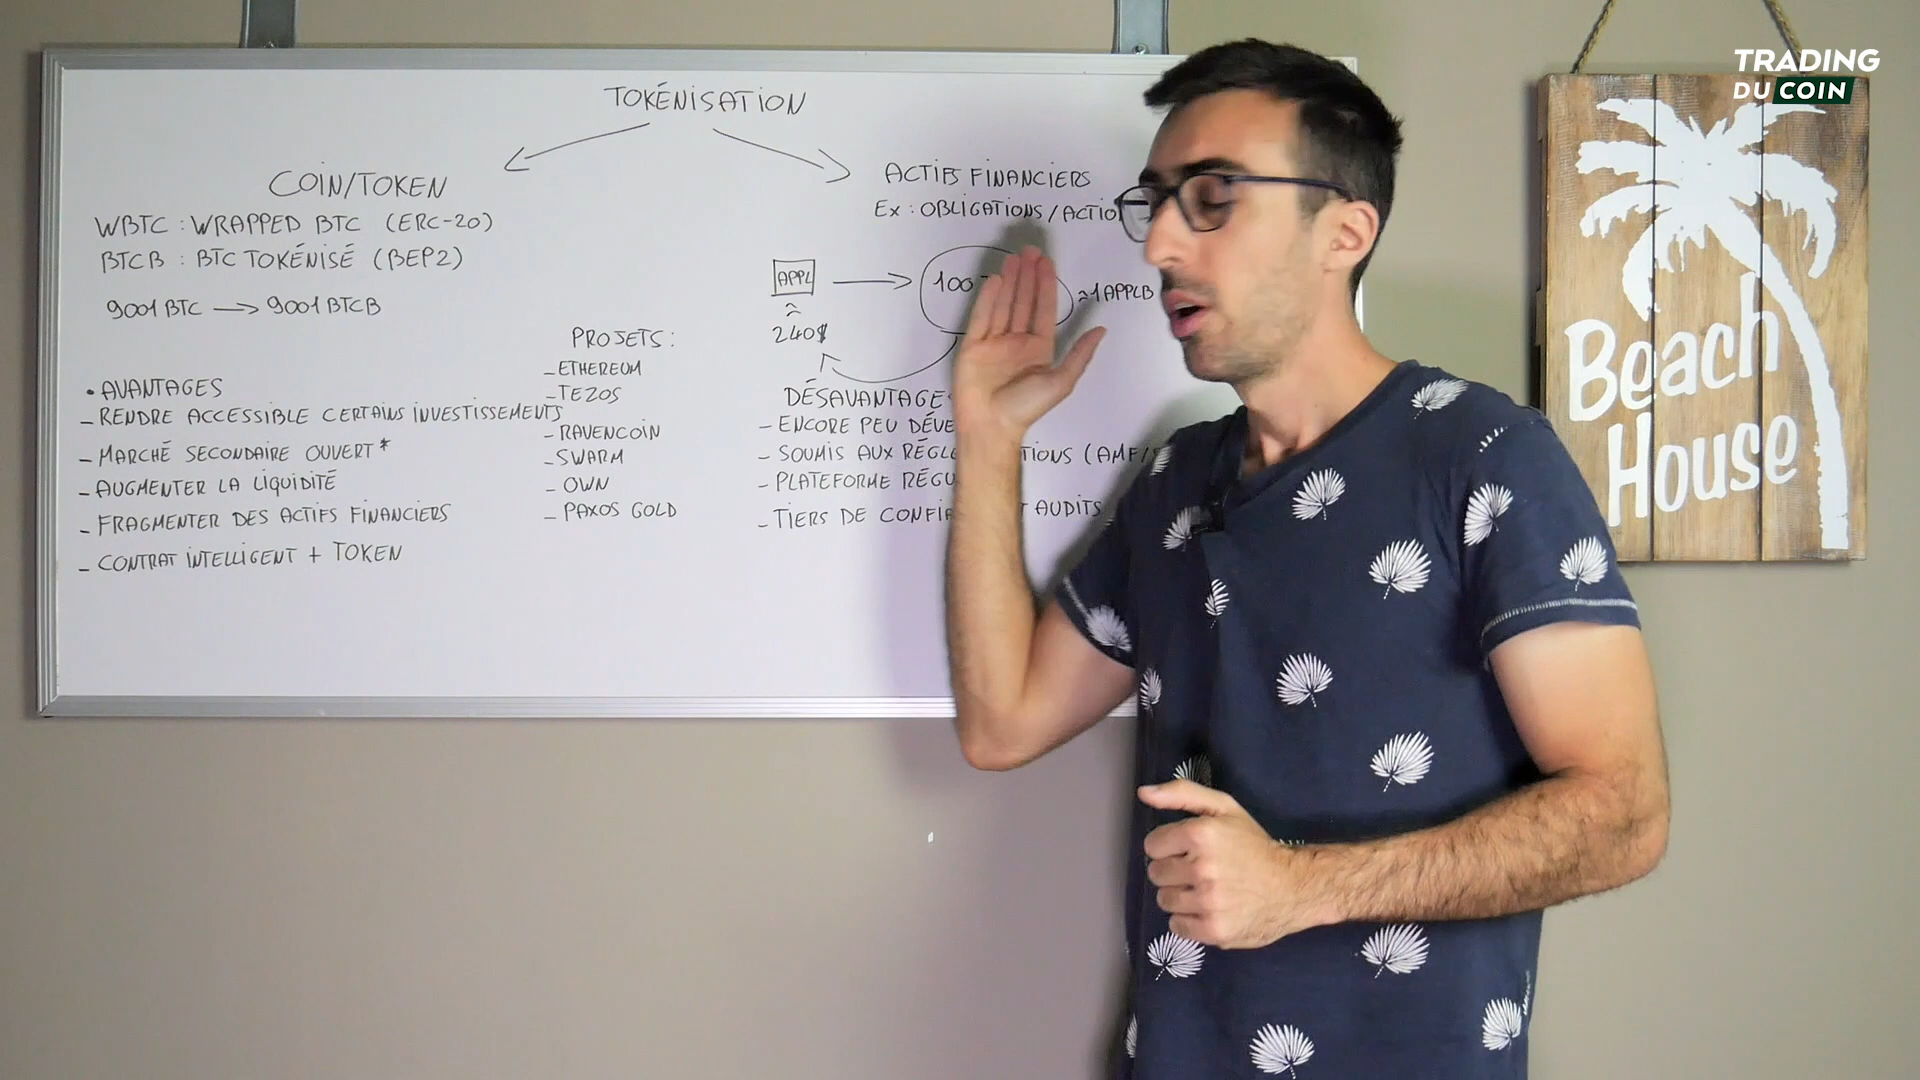 TOKÉNISATION
COIN/TOKEN
WBTC : WRAPPED BTC (ERC-20)
BTCB : BTC TOKÉNISÉ (BEP2)
9001 BTC → 9001 BTCB
• AVANTAGES
- RENDRE ACCESSIBLE CERTAINS INVESTISSEMENTS
- MARCHÉ SECONDAIRE OUVERT *
- AUGMENTER LA LIQUIDITÉ
- FRAGMENTER DES ACTIFS FINANCIERS
- CONTRAT INTELLIGENT + TOKEN
PROJETS :
- ETHEREUM
- TEZOS
- RAVENCOIN
- SWARM
- OWN
- PAXOS GOLD
ACTIFS FINANCIERS
EX : OBLIGATIONS / ACTIO
APPL
100
≈ 1 APPLB
240$
DÉSAVANTAGE
- ENCORE PEU DÉVE
- SOUMIS AUX RÉGLE TIONS (AMF/
- PLATEFORME RÉGU
- TIERS DE CONFIA T AUDITS
TRADING
DU COIN
Beach
House